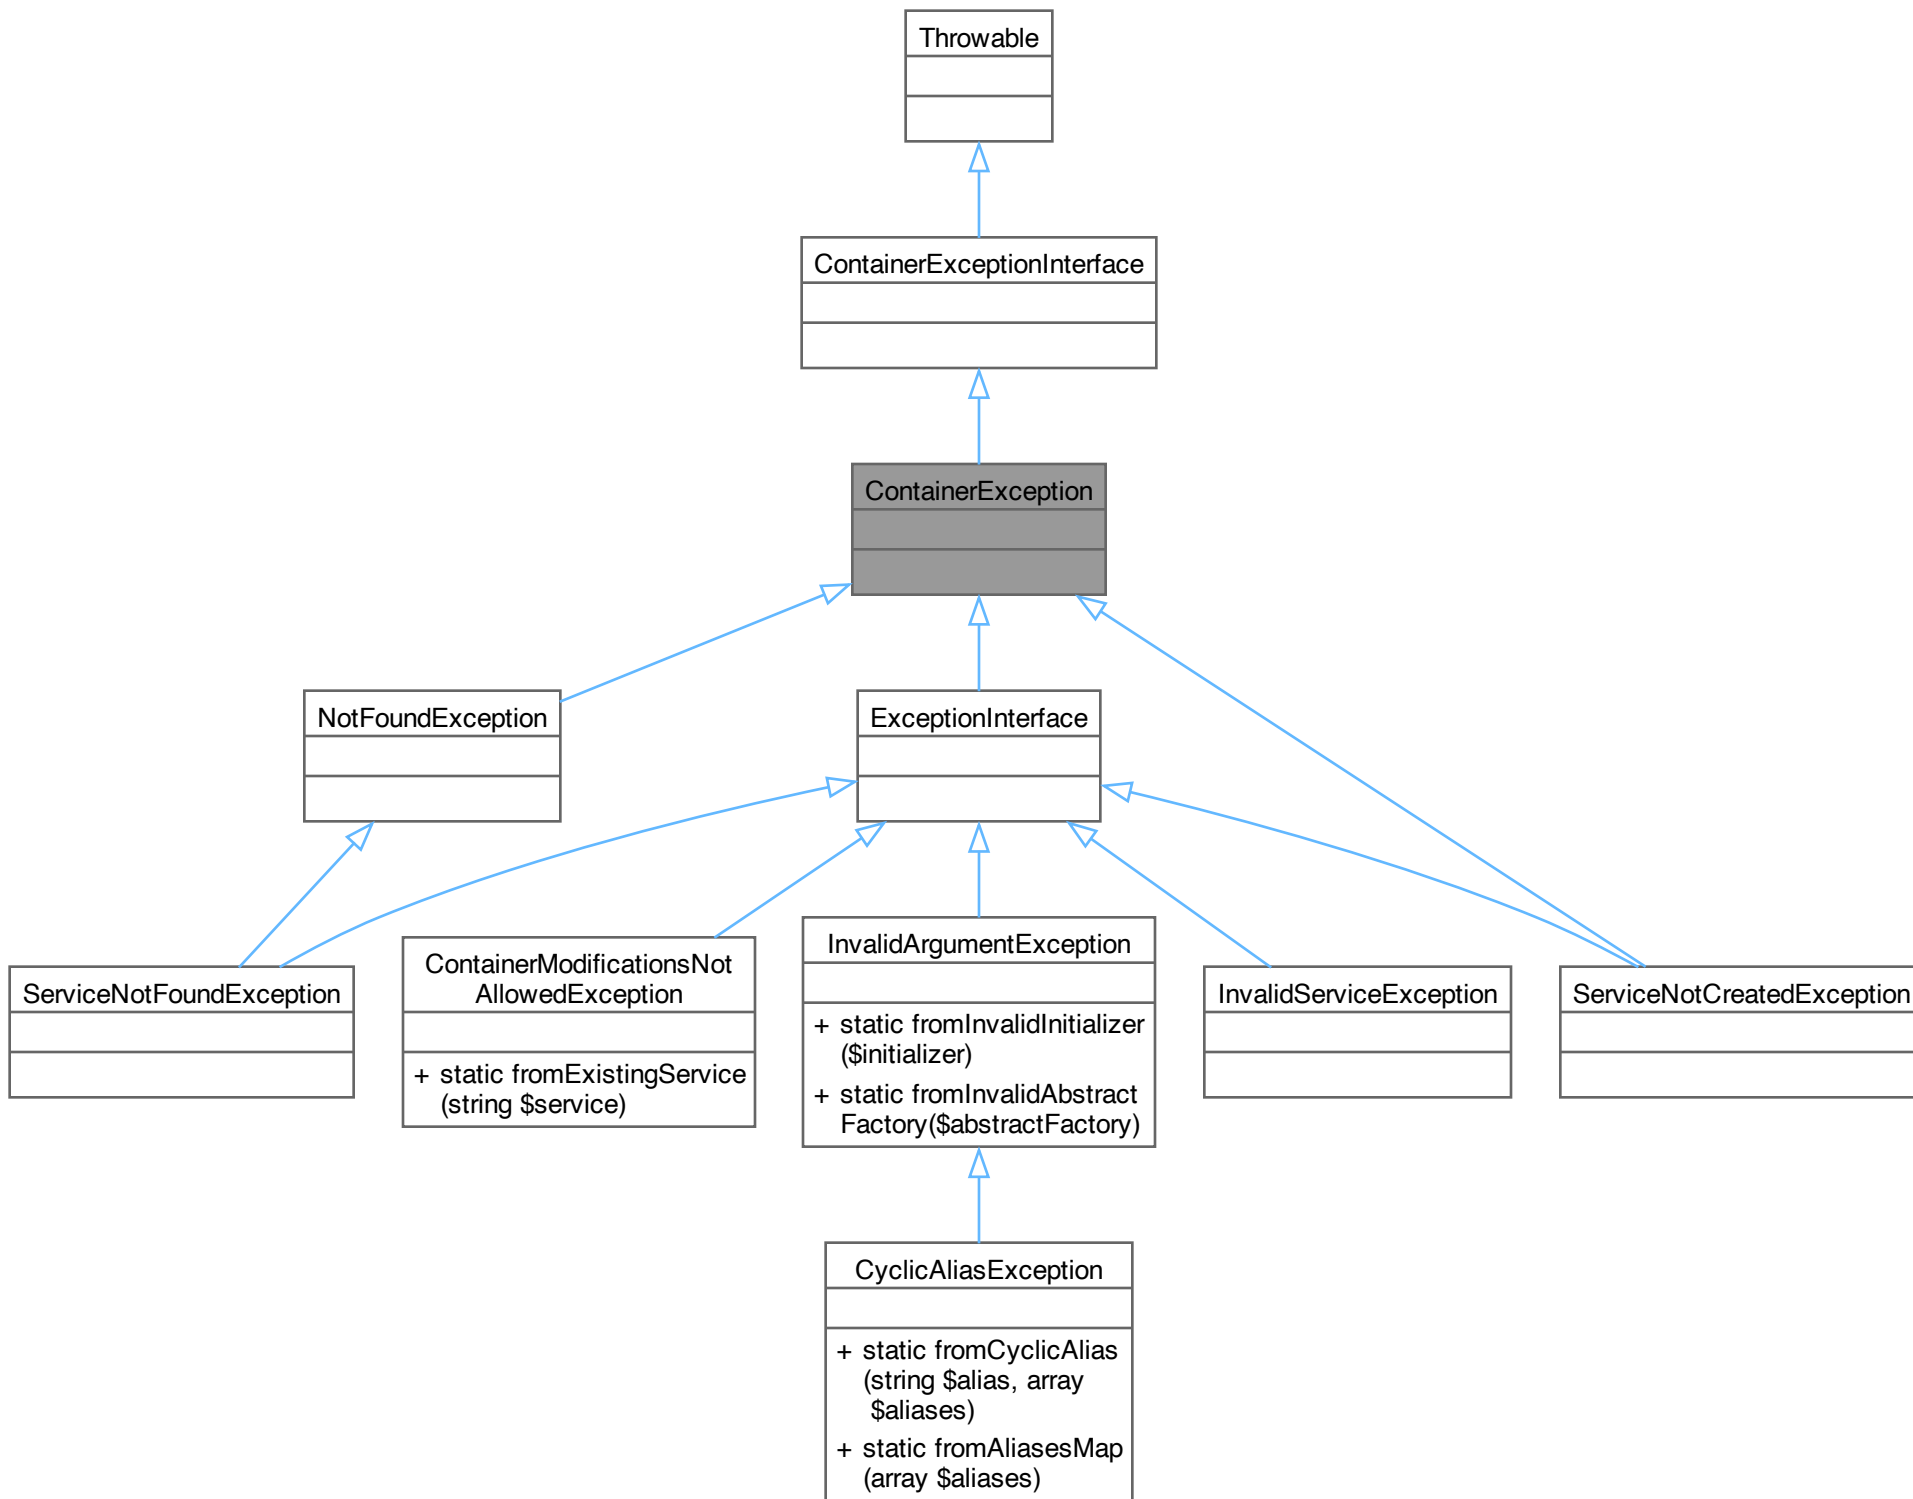 Throwable
ContainerExceptionInterface
ContainerException
NotFoundException
ExceptionInterface
ServiceNotFoundException
ContainerModificationsNot
AllowedException
+ static fromExistingService
(string $service)
InvalidArgumentException
+ static fromInvalidInitializer
($initializer)
+ static fromInvalidAbstract
Factory($abstractFactory)
InvalidServiceException
ServiceNotCreatedException
CyclicAliasException
+ static fromCyclicAlias
(string $alias, array
$aliases)
+ static fromAliasesMap
(array $aliases)